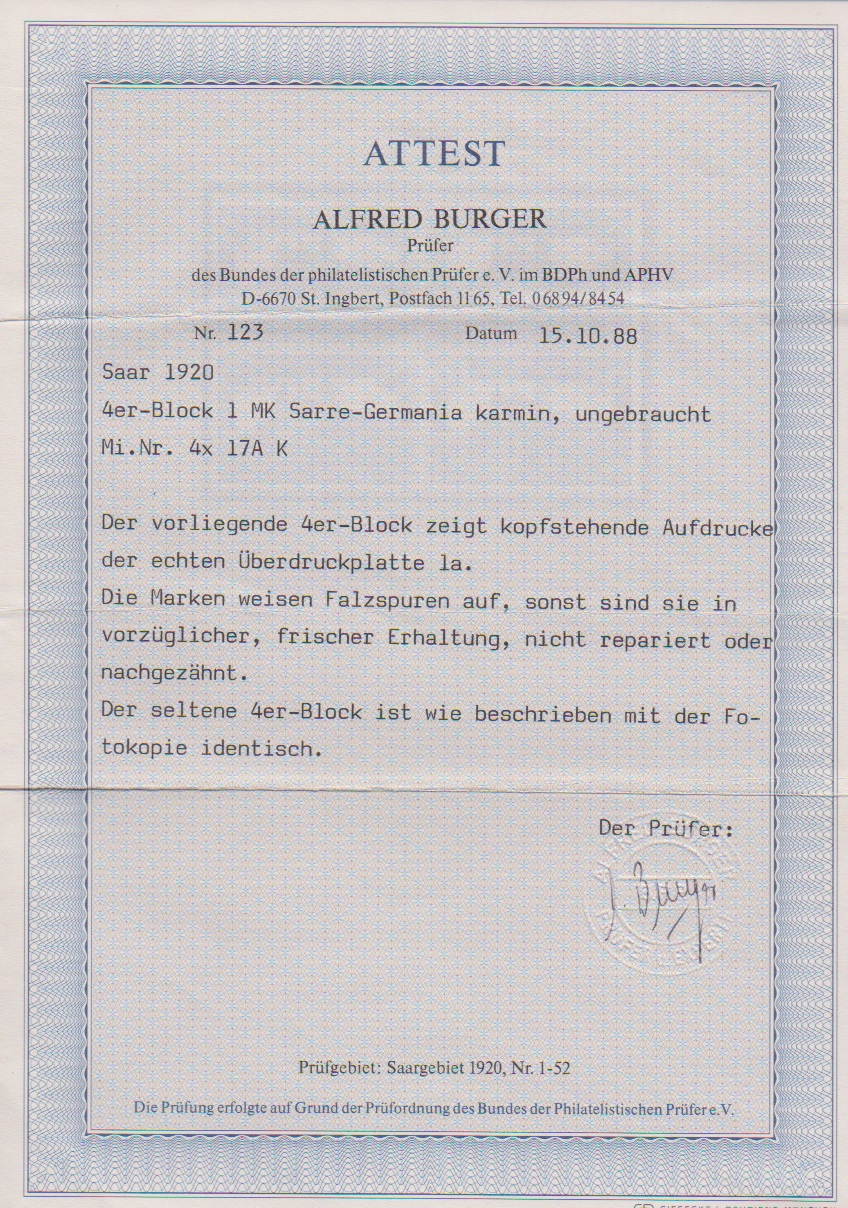 ATTEST
ALFRED BURGER
Prüfer
des Bundes der philatelistischen Prüfer e. V. im BDPh und APHV
D-6670 St. Ingbert, Postfach 1165, Tel. 06894/8454
Nr. 123 Datum 15.10.88
Saar 1920
4er-Block 1 MK Sarre-Germania karmin, ungebraucht
Mi.Nr. 4x 17A K
Der vorliegende 4er-Block zeigt kopfstehende Aufdrucke
der echten Überdruckplatte la.
Die Marken weisen Falzspuren auf, sonst sind sie in
vorzüglicher, frischer Erhaltung, nicht repariert oder
nachgezähnt.
Der seltene 4er-Block ist wie beschrieben mit der Fo-
tokopie identisch.
Der Prüfer:
Prüfgebiet: Saargebiet 1920, Nr. 1-52
Die Prüfung erfolgte auf Grund der Prüfordnung des Bundes der Philatelistischen Prüfer e.V.